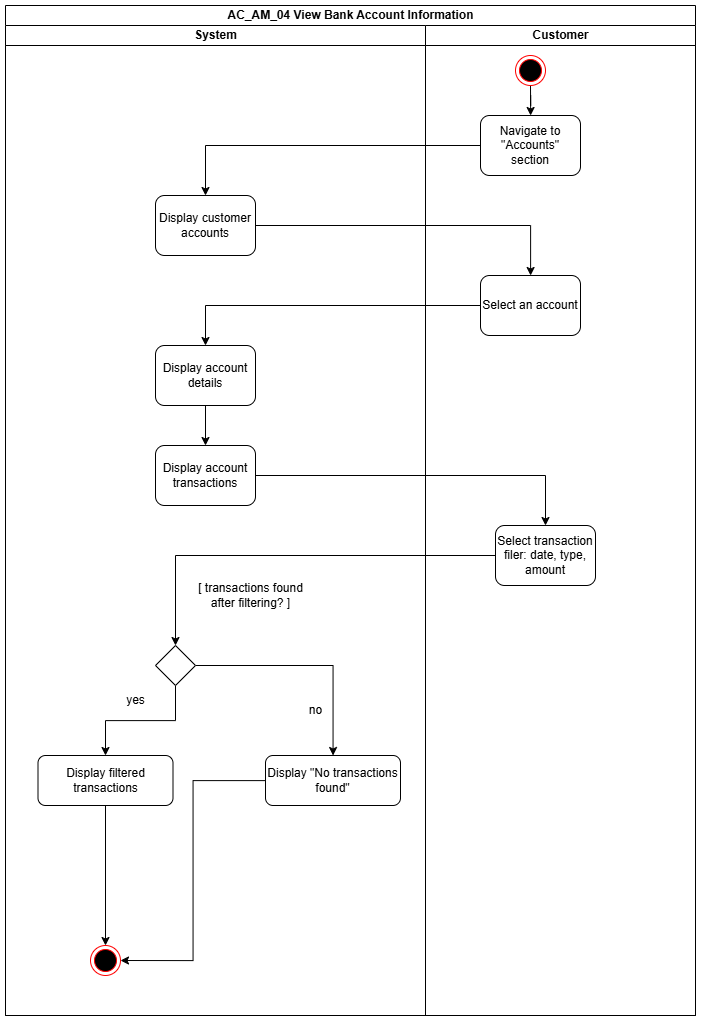 AC_AM_04 View Bank Account Information
System
Customer
Navigate to
"Accounts"
section
Display customer
accounts
Select an account
Display account
details
Display account
transactions
Select transaction
filer: date, type,
amount
[ transactions found
after filtering? ]
yes
no
Display filtered
transactions
Display "No transactions
found"